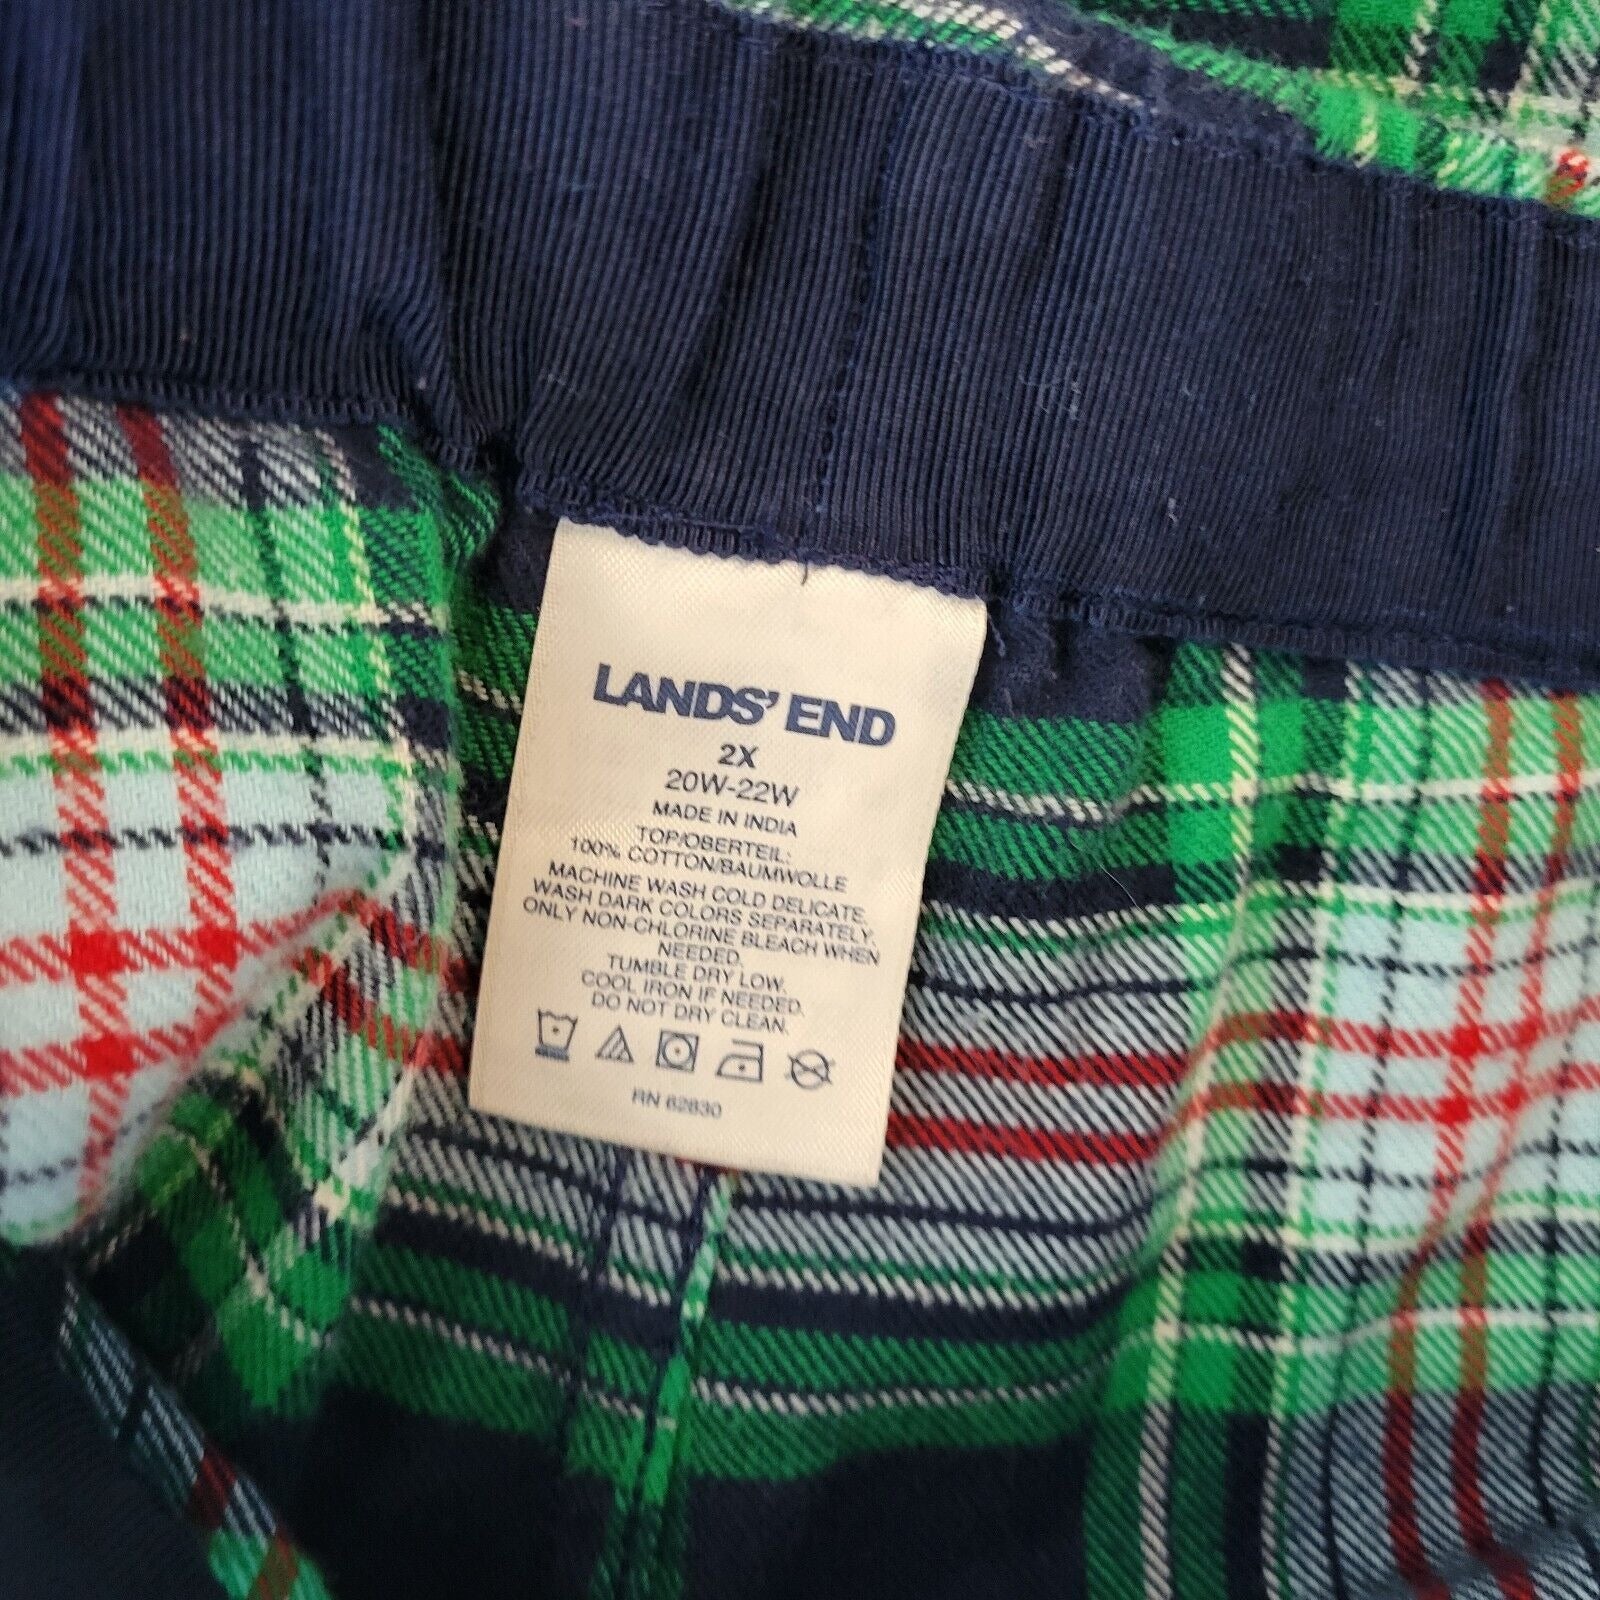 LANDS' END
2X
20W-22W
MADE IN INDIA
TOP/OBERTEIL:
100% COTTON/BAUMWOLLE
MACHINE WASH COLD DELICATE.
WASH DARK COLORS SEPARATELY.
ONLY NON-CHLORINE BLEACH WHEN
NEEDED.
TUMBLE DRY LOW.
COOL IRON IF NEEDED.
DO NOT DRY CLEAN.
RN 62830